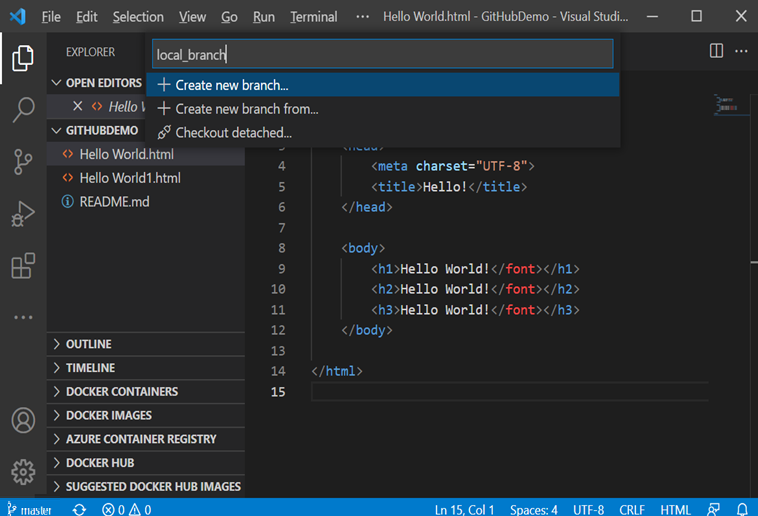 File Edit Selection View Go Run Terminal ··· Hello World.html - GitHubDemo - Visual Studi...
EXPLORER
local_branch
Create new branch...
Create new branch from...
Checkout detached...
OPEN EDITORS
Hello
GITHUBDEMO
Hello World.html
Hello World1.html
README.md
OUTLINE
TIMELINE
DOCKER CONTAINERS
DOCKER IMAGES
AZURE CONTAINER REGISTRY
DOCKER HUB
SUGGESTED DOCKER HUB IMAGES
<head>
4 <meta charset="UTF-8">
5 <title>Hello!</title>
6 </head>
7
8 <body>
9 <h1>Hello World!</font></h1>
10 <h2>Hello World!</font></h2>
11 <h3>Hello World!</font></h3>
12 </body>
13
14 </html>
15
master 0 0 Ln 15, Col 1 Spaces: 4 UTF-8 CRLF HTML